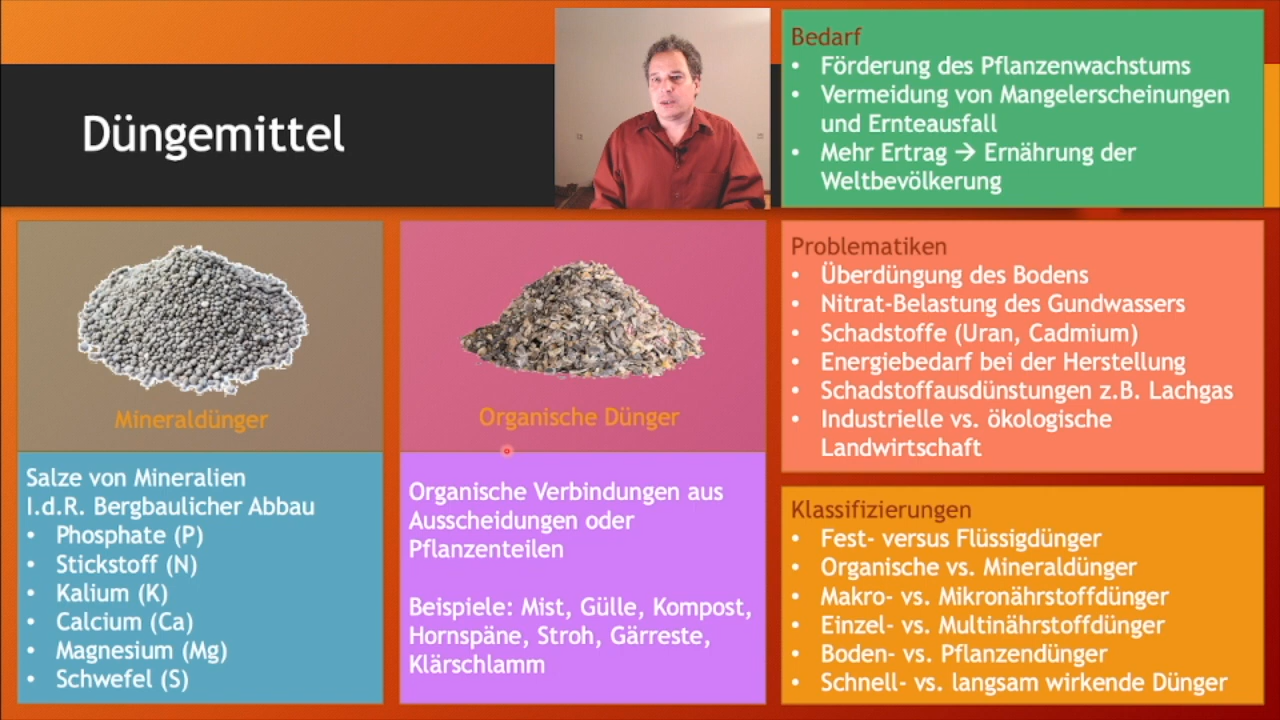 Düngemittel
Bedarf
• Förderung des Pflanzenwachstums
• Vermeidung von Mangelerscheinungen
und Ernteausfall
• Mehr Ertrag → Ernährung der
Weltbevölkerung
Mineraldünger
Salze von Mineralien
I.d.R. Bergbaulicher Abbau
• Phosphate (P)
• Stickstoff (N)
• Kalium (K)
• Calcium (Ca)
• Magnesium (Mg)
• Schwefel (S)
Organische Dünger
Organische Verbindungen aus
Ausscheidungen oder
Pflanzenteilen
Beispiele: Mist, Gülle, Kompost,
Hornspäne, Stroh, Gärreste,
Klärschlamm
Problematiken
• Überdüngung des Bodens
• Nitrat-Belastung des Gundwassers
• Schadstoffe (Uran, Cadmium)
• Energiebedarf bei der Herstellung
• Schadstoffausdünstungen z.B. Lachgas
• Industrielle vs. ökologische
Landwirtschaft
Klassifizierungen
• Fest- versus Flüssigdünger
• Organische vs. Mineraldünger
• Makro- vs. Mikronährstoffdünger
• Einzel- vs. Multinährstoffdünger
• Boden- vs. Pflanzendünger
• Schnell- vs. langsam wirkende Dünger